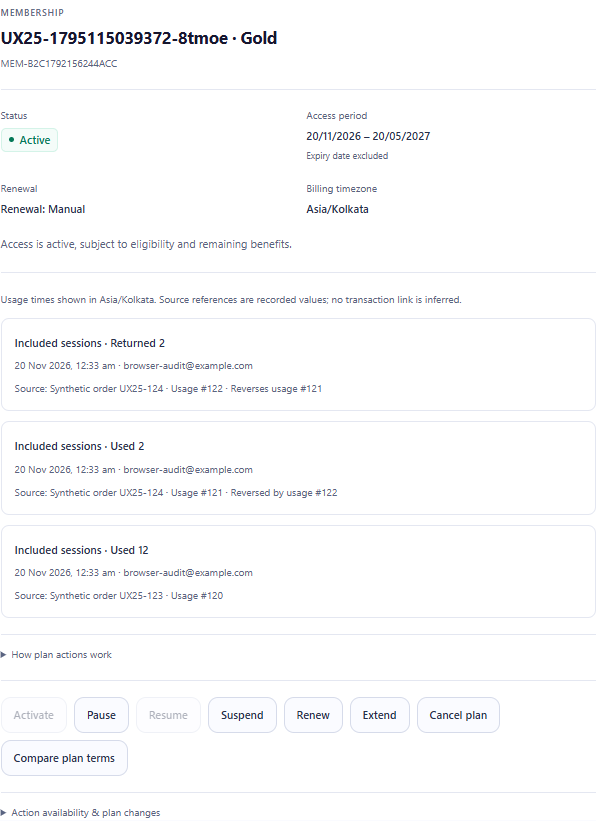 MEMBERSHIP
UX25-1795115039372-8tmoe · Gold
MEM-B2C1792156244ACC
Status
Active
Access period
20/11/2026 – 20/05/2027
Expiry date excluded
Renewal
Renewal: Manual
Billing timezone
Asia/Kolkata
Access is active, subject to eligibility and remaining benefits.
Usage times shown in Asia/Kolkata. Source references are recorded values; no transaction link is inferred.
Included sessions · Returned 2
20 Nov 2026, 12:33 am · browser-audit@example.com
Source: Synthetic order UX25-124 · Usage #122 · Reverses usage #121
Included sessions · Used 2
20 Nov 2026, 12:33 am · browser-audit@example.com
Source: Synthetic order UX25-124 · Usage #121 · Reversed by usage #122
Included sessions · Used 12
20 Nov 2026, 12:33 am · browser-audit@example.com
Source: Synthetic order UX25-123 · Usage #120
How plan actions work
Activate Pause Resume Suspend Renew Extend Cancel plan
Compare plan terms
Action availability & plan changes